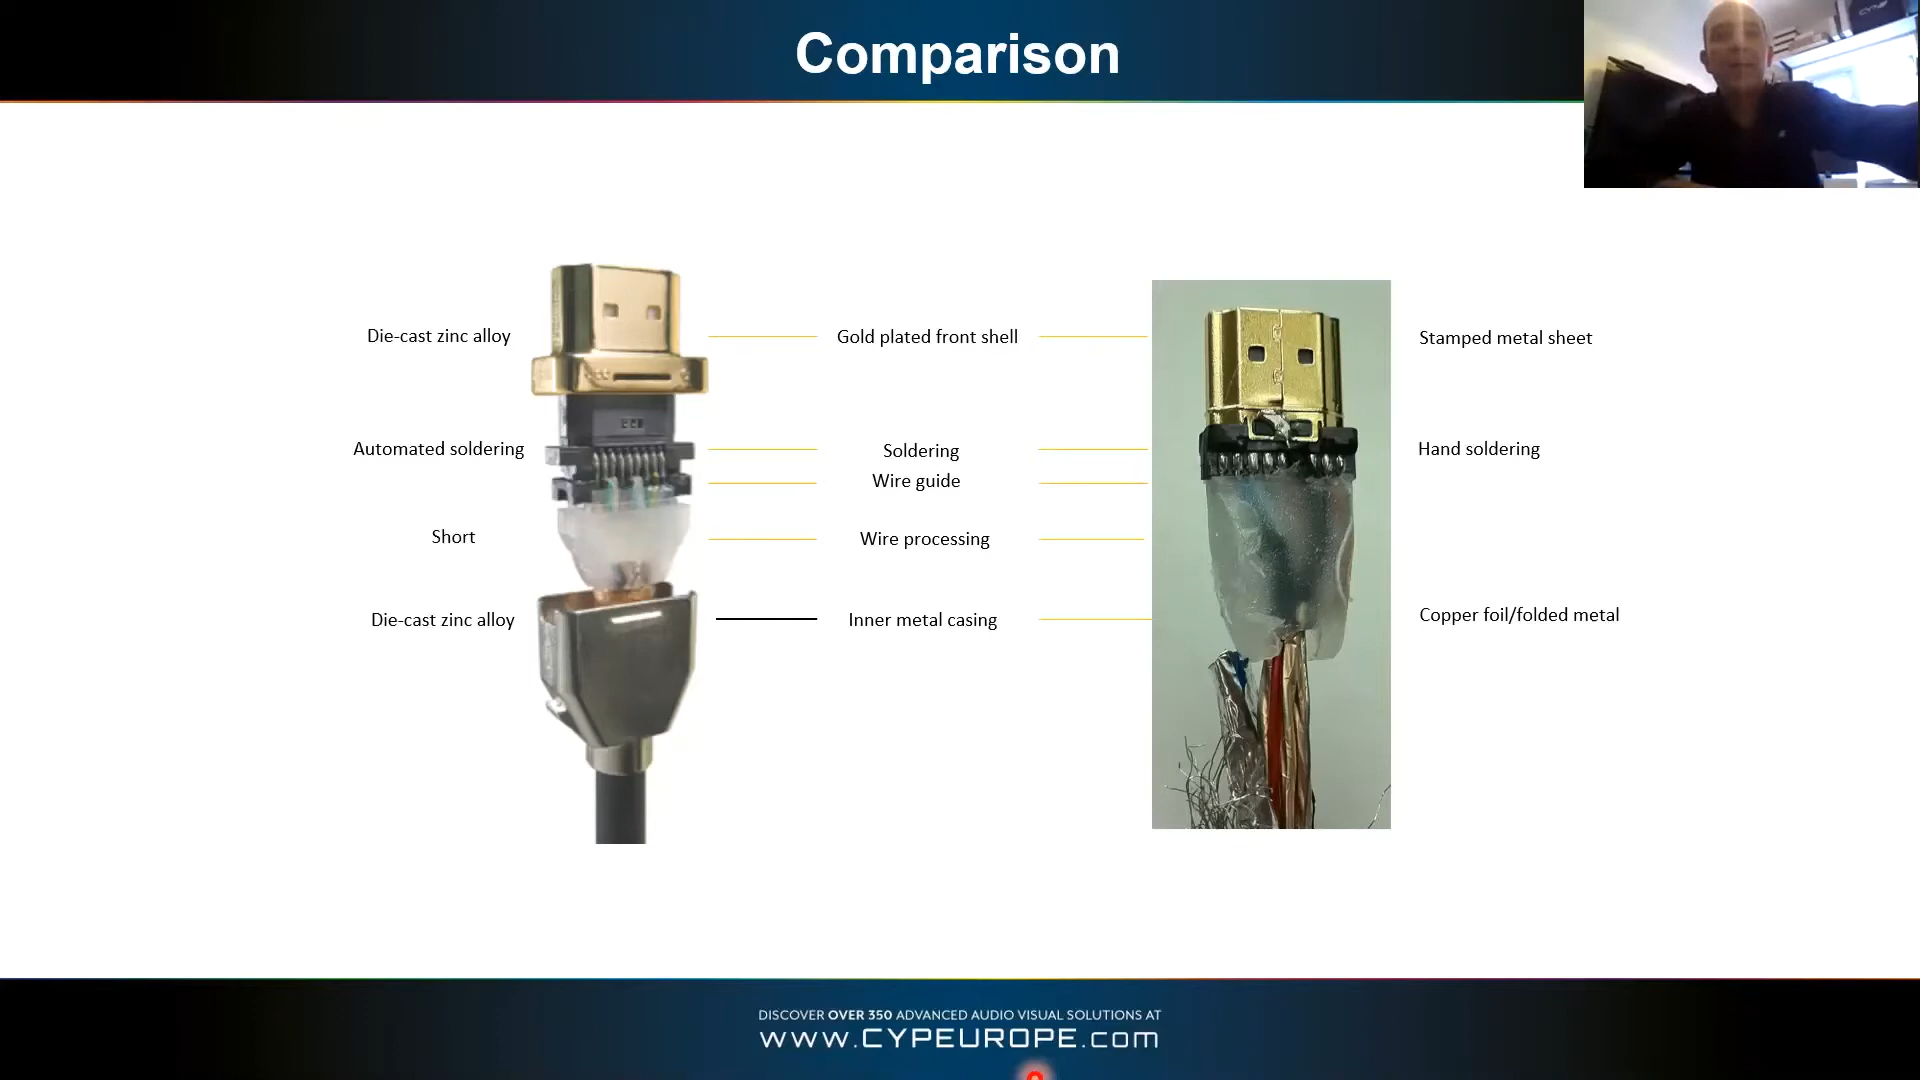 Comparison
Die-cast zinc alloy
Gold plated front shell
Stamped metal sheet
Automated soldering
Soldering
Hand soldering
Wire guide
Short
Wire processing
Die-cast zinc alloy
Inner metal casing
Copper foil/folded metal
DISCOVER OVER 350 ADVANCED AUDIO VISUAL SOLUTIONS AT
WWW.CYPEUROPE.com